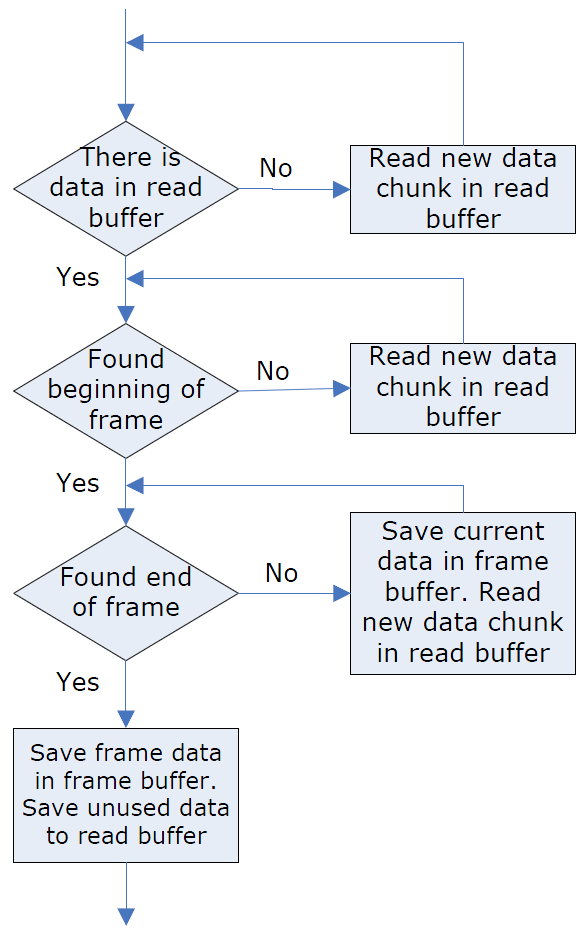 There is
data in read
buffer
No
Read new data
chunk in read
buffer
Yes
Found
beginning of
frame
No
Read new data
chunk in read
buffer
Yes
Found end
of frame
No
Save current
data in frame
buffer. Read
new data chunk
in read buffer
Yes
Save frame data
in frame buffer.
Save unused data
to read buffer